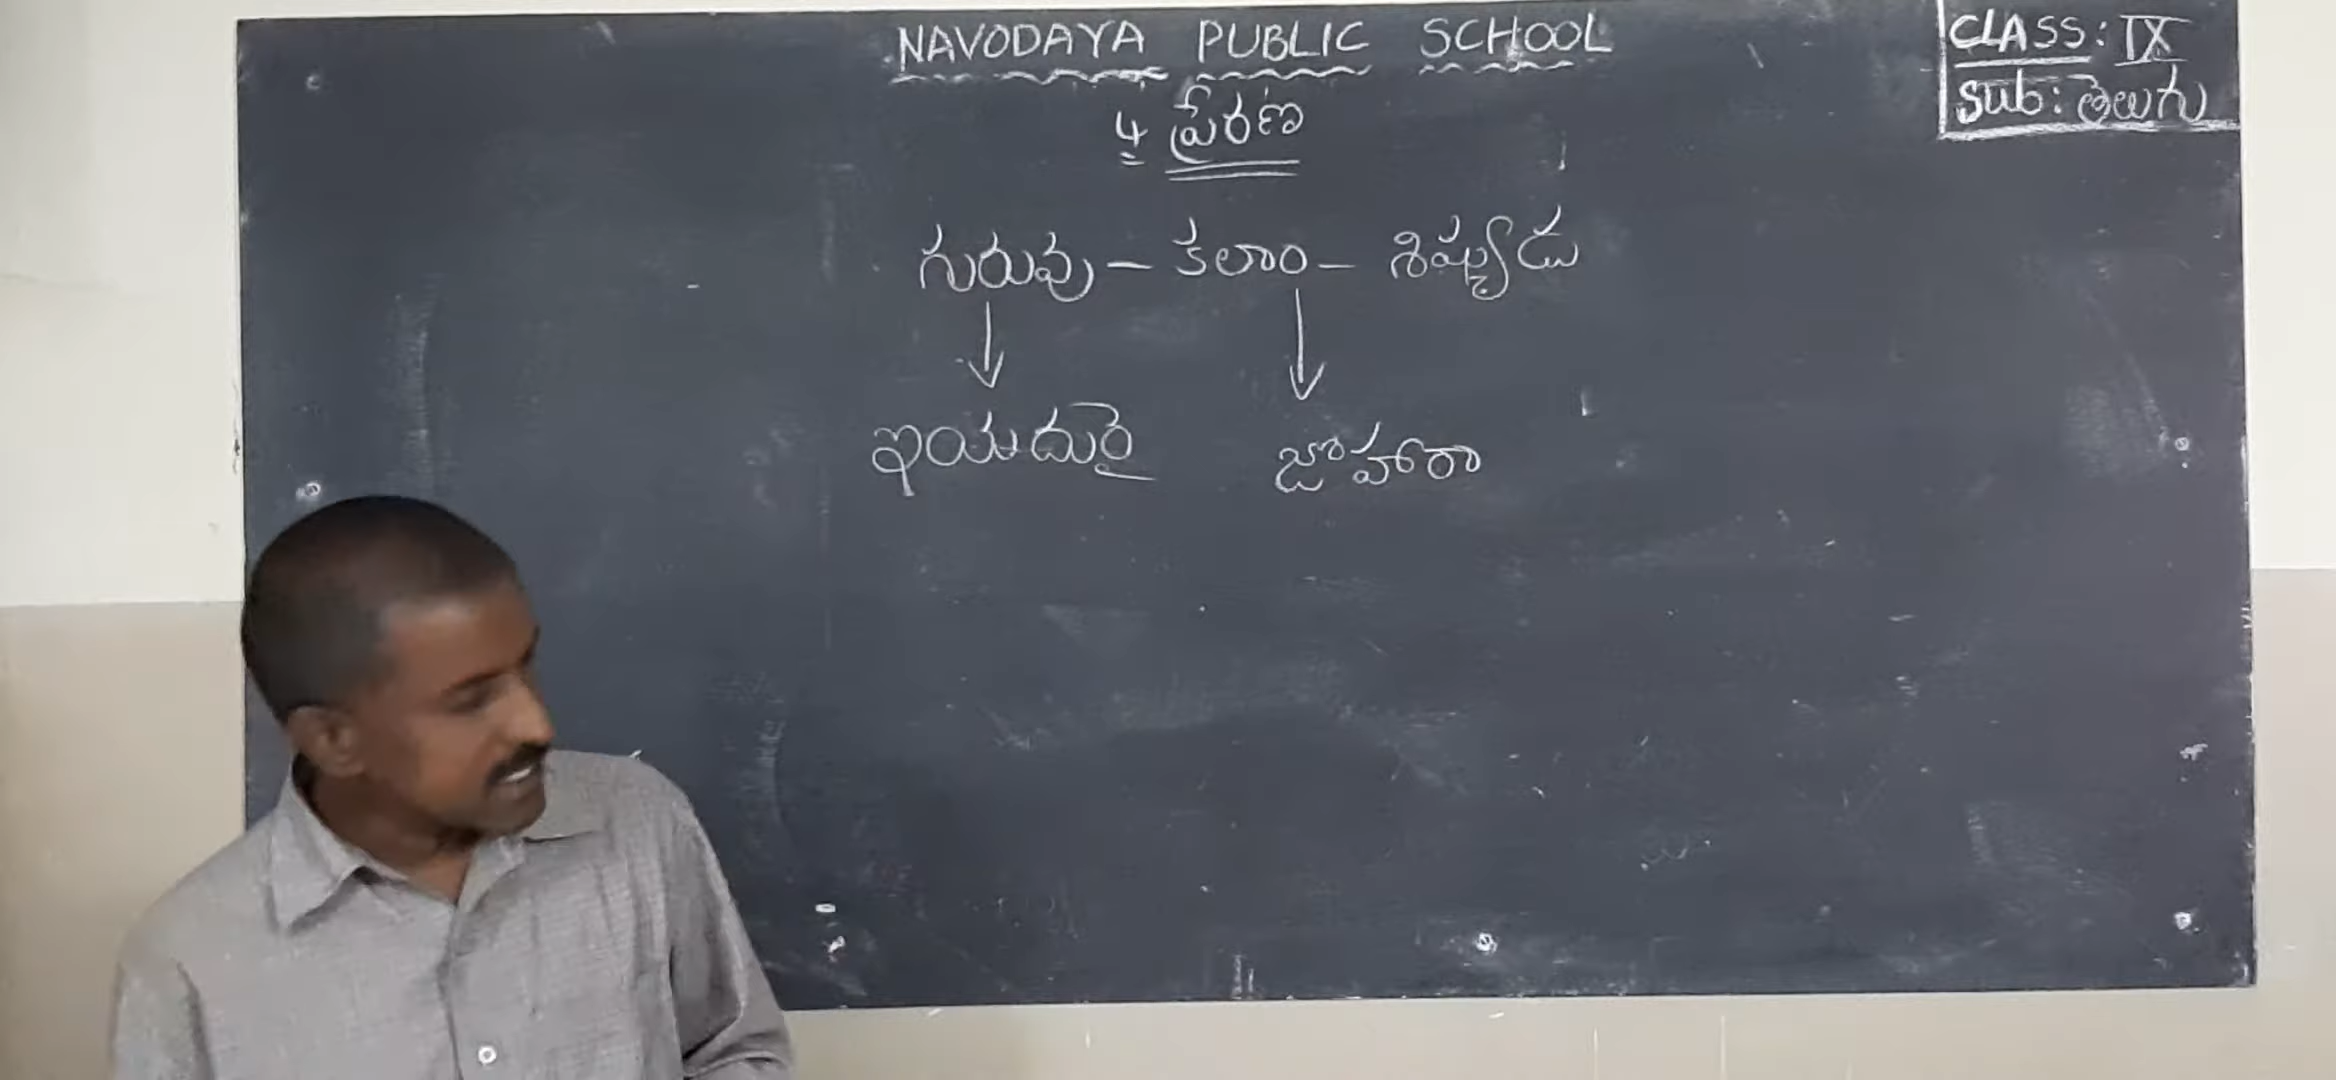 NAVODAYA PUBLIC SCHOOL
CLASS: IX
Sub: తెలుగు
4 ప్రేరణ
గురువు – కలాం – శిష్యుడు
ఇయదురై జొహారా